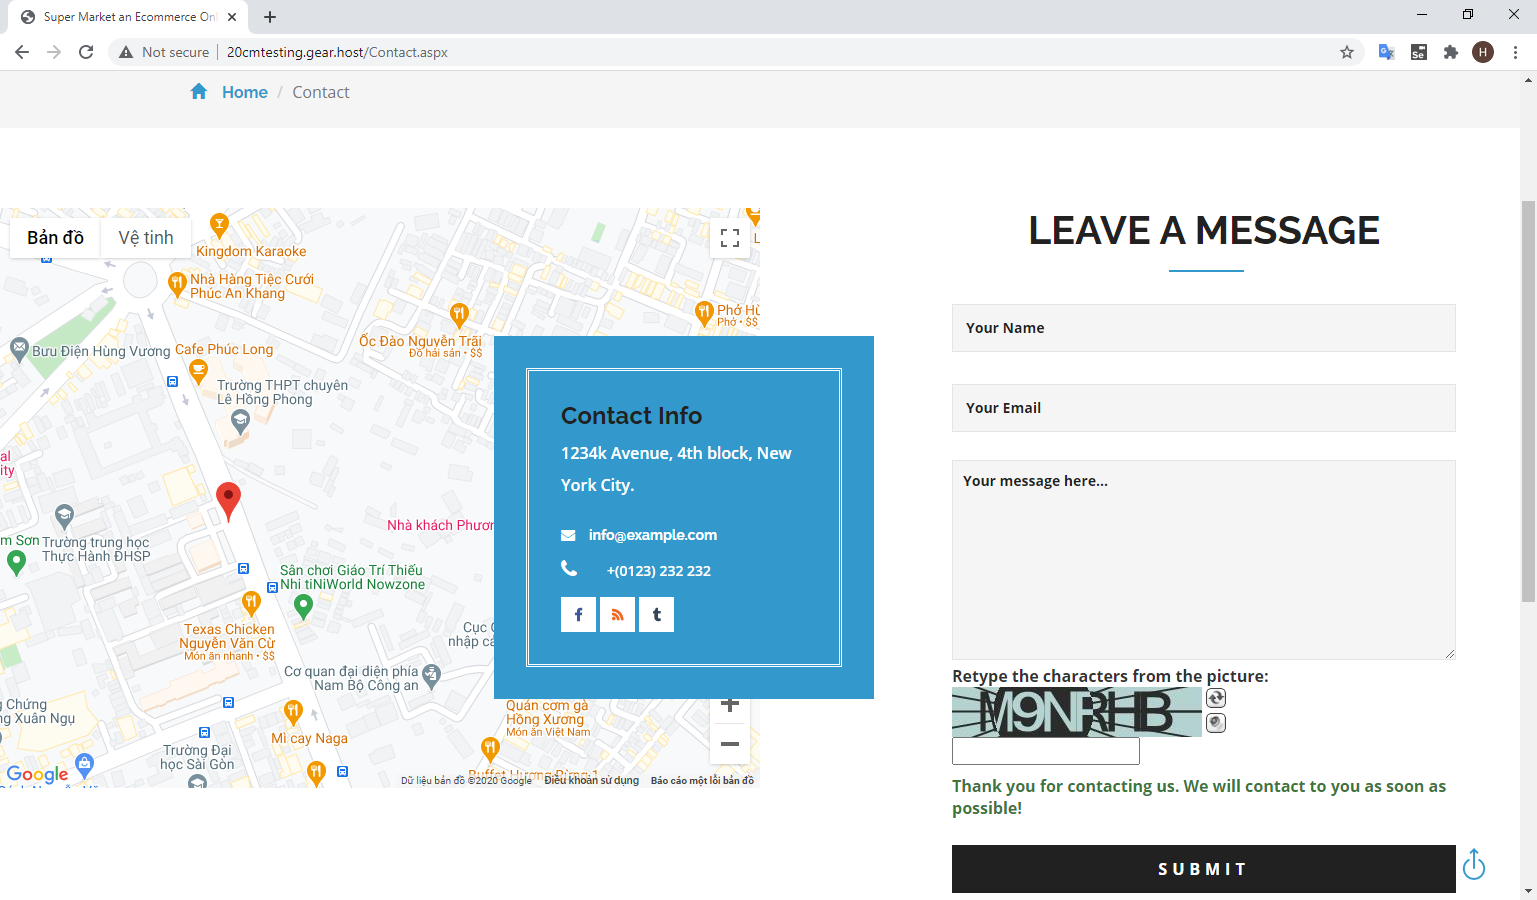 Super Market an Ecommerce Onl
Not secure
20cmtesting.gear.host/Contact.aspx
H
Home / Contact
Bản đồ
Vệ tinh
Kingdom Karaoke
Nhà Hàng Tiệc Cưới
Phúc An Khang
Phở Hù
Phở • $$
Ốc Đào Nguyễn Trãi
Đồ hải sản • $$
Bưu Điện Hùng Vương
Cafe Phúc Long
Trường THPT chuyên
Lê Hồng Phong
al
ity
Nhà khách Phươn
m Sơn
Trường trung học
Thực Hành ĐHSP
Sân chơi Giáo Trí Thiếu
Nhi tiNiWorld Nowzone
Texas Chicken
Nguyễn Văn Cừ
Món ăn nhanh • $$
Cục C
nhập cả
Cơ quan đại diện phía
Nam Bộ Công an
g Chứng
ng Xuân Ngụ
Quán cơm gà
Hồng Xương
Món ăn Việt Nam
Mì cay Naga
Trường Đại
học Sài Gòn
Google
Dữ liệu bản đồ ©2020 Google
Điều khoản sử dụng
Báo cáo một lỗi bản đồ
Contact Info
1234k Avenue, 4th block, New
York City.
info@example.com
+(0123) 232 232
LEAVE A MESSAGE
Your Name
Your Email
Your message here...
Retype the characters from the picture:
M9NRHB
Thank you for contacting us. We will contact to you as soon as
possible!
SUBMIT